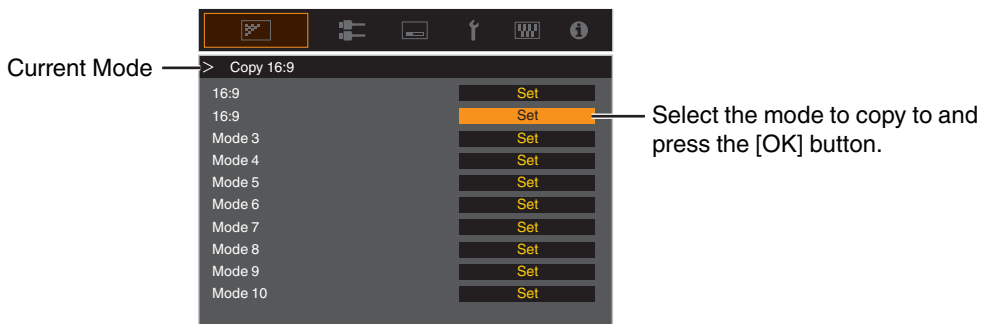 Current Mode
> Copy 16:9
16:9 Set
16:9 Set
Mode 3 Set
Mode 4 Set
Mode 5 Set
Mode 6 Set
Mode 7 Set
Mode 8 Set
Mode 9 Set
Mode 10 Set
Select the mode to copy to and
press the [OK] button.